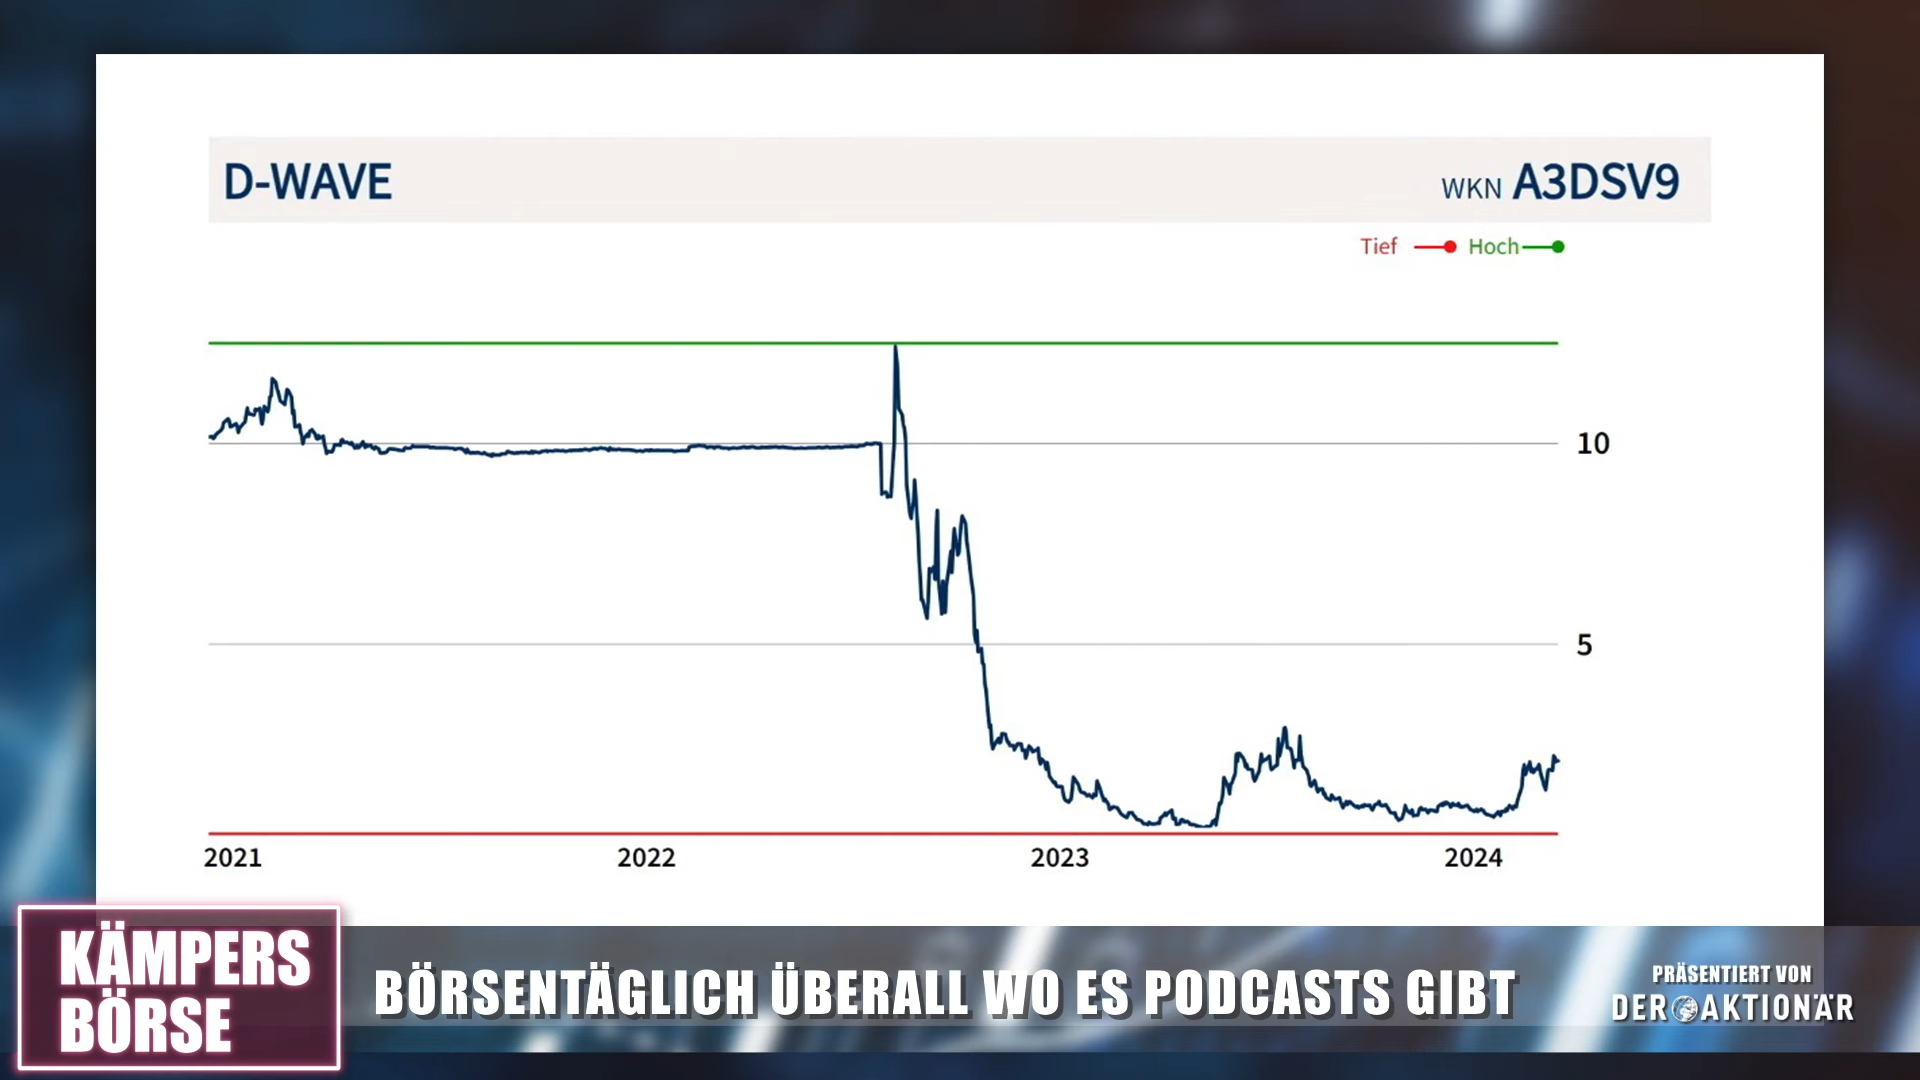 D-WAVE
WKN A3DSV9
Tief Hoch
10
5
2021 2022 2023 2024
KÄMPERS
BÖRSE
BÖRSENTÄGLICH ÜBERALL WO ES PODCASTS GIBT
PRÄSENTIERT VON
DER AKTIONÄR